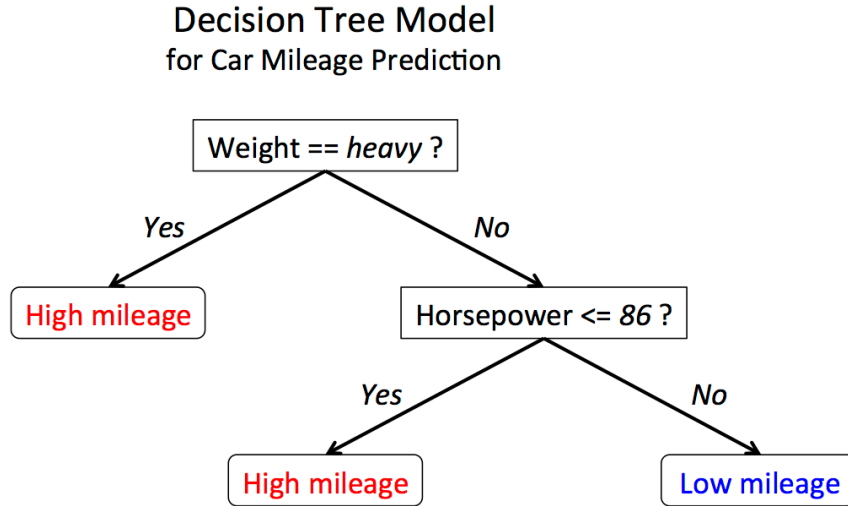 Decision Tree Model
for Car Mileage Prediction
Weight == heavy ?
Yes
No
High mileage
Horsepower <= 86 ?
Yes
No
High mileage
Low mileage